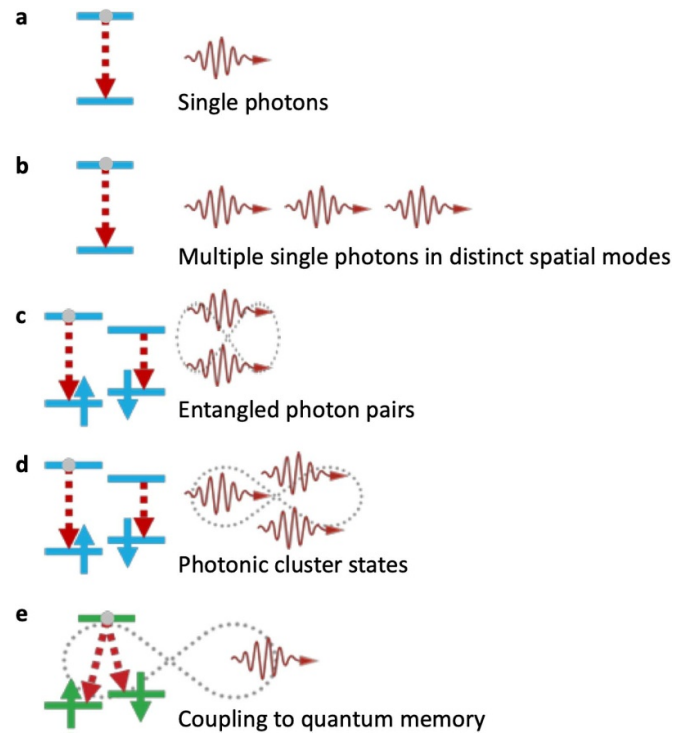 a
Single photons
b
Multiple single photons in distinct spatial modes
c
Entangled photon pairs
d
Photonic cluster states
e
Coupling to quantum memory